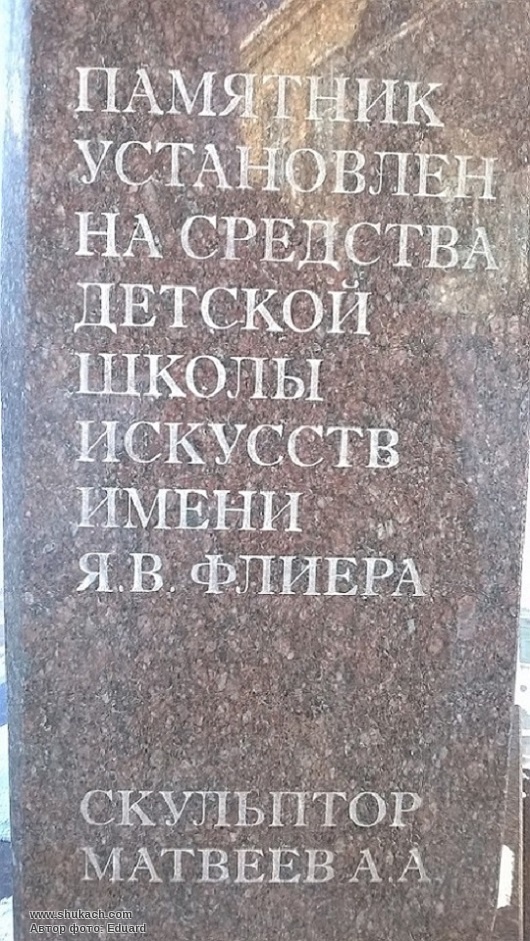 ПАМЯТНИК
УСТАНОВЛЕН
НА СРЕДСТВА
ДЕТСКОЙ
ШКОЛЫ
ИСКУССТВ
ИМЕНИ
Я.В. ФЛИЕРА
СКУЛЬПТОР
МАТВЕЕВ А.А
www.shukach.com
Автор фото: Eduard